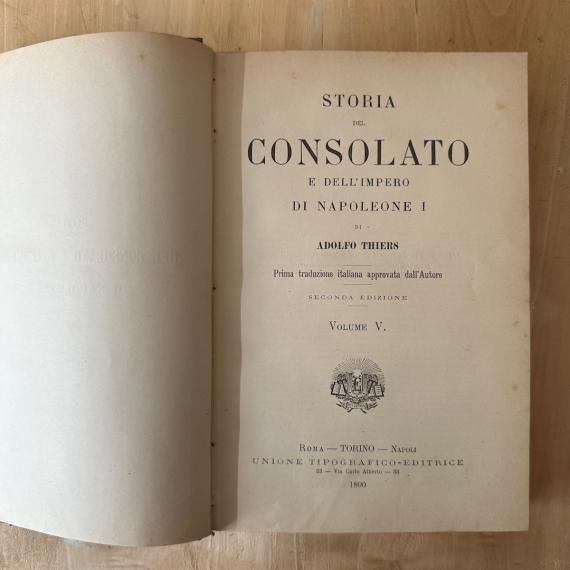 STORIA
DEL
CONSOLATO
E DELL'IMPERO
DI NAPOLEONE I
DI
ADOLFO THIERS
Prima traduzione italiana approvata dall'Autore
SECONDA EDIZIONE
VOLUME V.
ROMA — TORINO — NAPOLI
UNIONE TIPOGRAFICO-EDITRICE
33 — Via Carlo Alberto — 33
1890